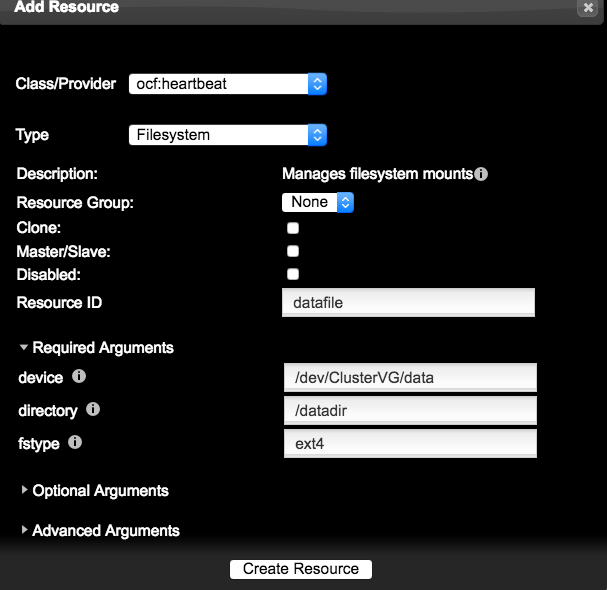 Add Resource
Class/Provider ocf:heartbeat
Type Filesystem
Description: Manages filesystem mounts
Resource Group: None
Clone:
Master/Slave:
Disabled:
Resource ID datafile
Required Arguments
device /dev/ClusterVG/data
directory /datadir
fstype ext4
Optional Arguments
Advanced Arguments
Create Resource